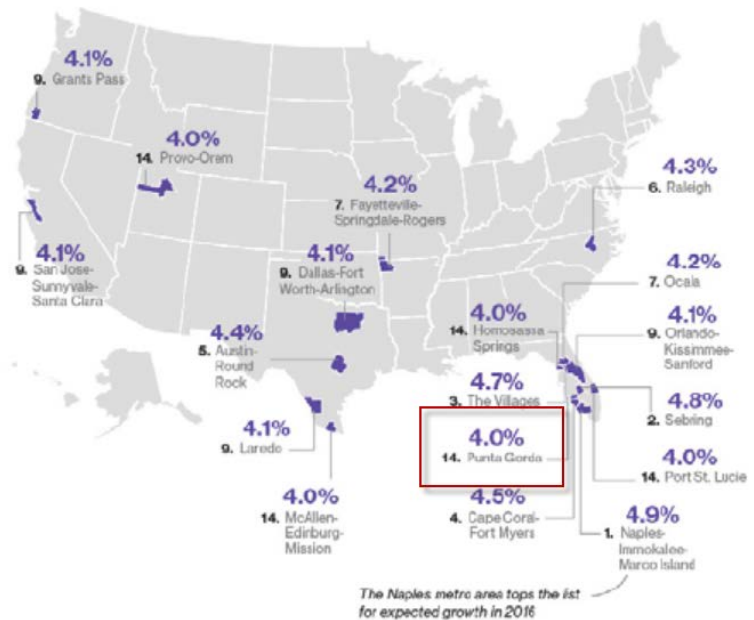 4.1%
9. Grants Pass
4.0%
14. Provo-Orem
4.2%
7. Fayetteville-
Springdale-Rogers
4.3%
6. Raleigh
4.1%
9. San Jose-
Sunnyvale-
Santa Clara
4.1%
9. Dallas-Fort
Worth-Arlington
4.2%
7. Ocala
4.0%
14. Homosassa
Springs
4.1%
9. Orlando-
Kissimmee-
Sanford
4.4%
5. Austin-
Round
Rock
4.7%
3. The Villages
4.8%
2. Sebring
4.1%
9. Laredo
4.0%
14. Punta Gorda
4.0%
14. Port St. Lucie
4.0%
14. McAllen-
Edinburg-
Mission
4.5%
4. Cape Coral-
Fort Myers
4.9%
1. Naples-
Immokalee-
Marco Island
The Naples metro area tops the list
for expected growth in 2016